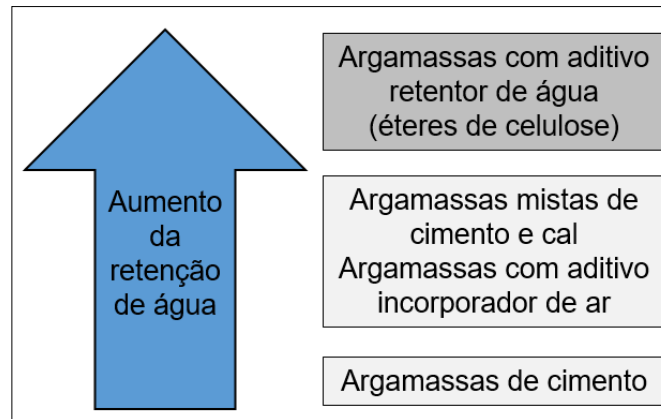 Aumento
da
retenção
de água
Argamassas com aditivo
retentor de água
(éteres de celulose)
Argamassas mistas de
cimento e cal
Argamassas com aditivo
incorporador de ar
Argamassas de cimento